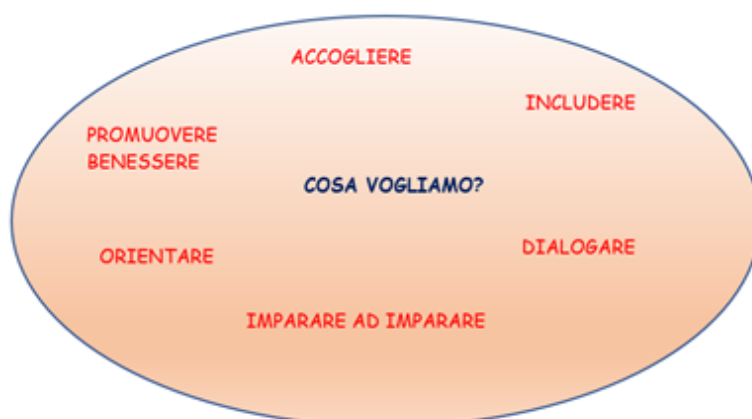 ACCOGLIERE
INCLUDERE
PROMUOVERE
BENESSERE
COSA VOGLIAMO?
ORIENTARE
DIALOGARE
IMPARARE AD IMPARARE